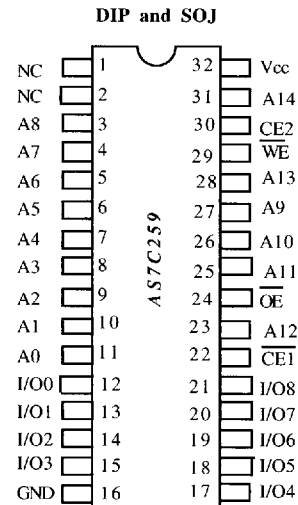 DIP and SOJ
NC 1 32 Vcc
NC 2 31 A14
A8 3 30 CE2
A7 4 29 W̅E̅
A6 5 28 A13
A5 6 27 A9
A4 7 26 A10
A3 8 25 A11
A2 9 24 O̅E̅
A1 10 23 A12
A0 11 22 C̅E̅1̅
I/O0 12 21 I/O8
I/O1 13 20 I/O7
I/O2 14 19 I/O6
I/O3 15 18 I/O5
GND 16 17 I/O4
AS7C259